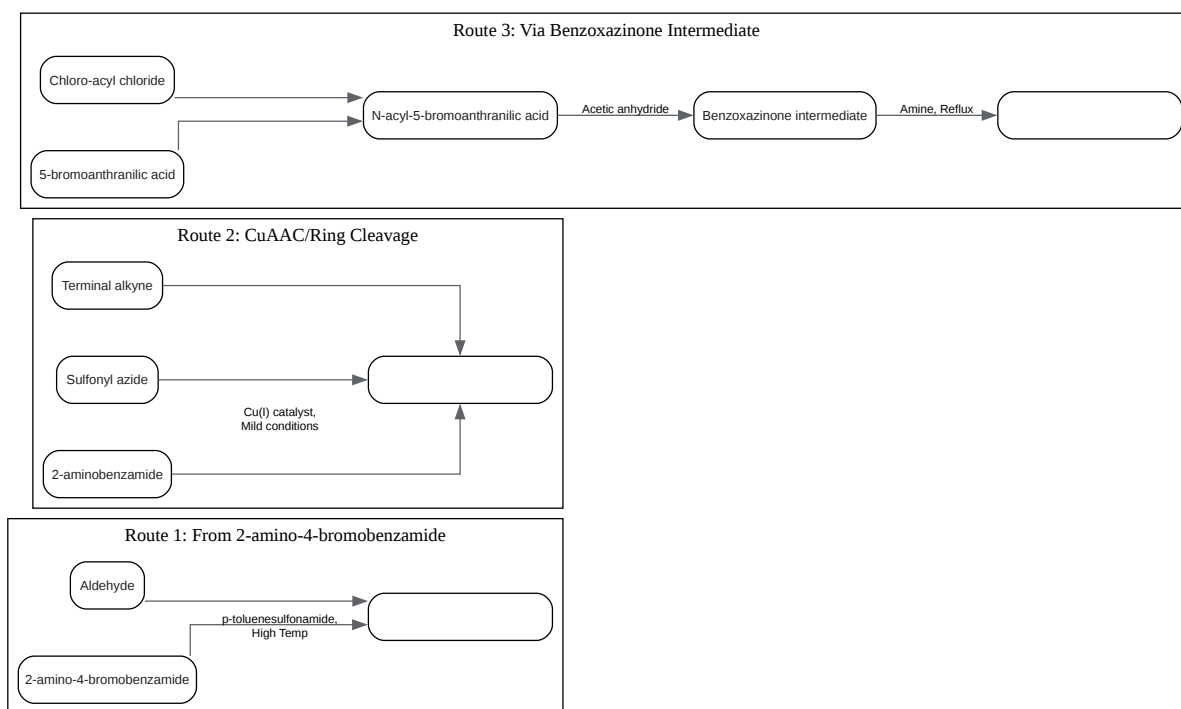 Route 3: Via Benzoxazinone Intermediate
Chloro-acyl chloride
N-acyl-5-bromoanthranilic acid
Acetic anhydride
Benzoxazinone intermediate
Amine, Reflux
5-bromoanthranilic acid
Route 2: CuAAC/Ring Cleavage
Terminal alkyne
Sulfonyl azide
Cu(I) catalyst,
Mild conditions
2-aminobenzamide
Route 1: From 2-amino-4-bromobenzamide
Aldehyde
p-toluenesulfonamide,
High Temp
2-amino-4-bromobenzamide